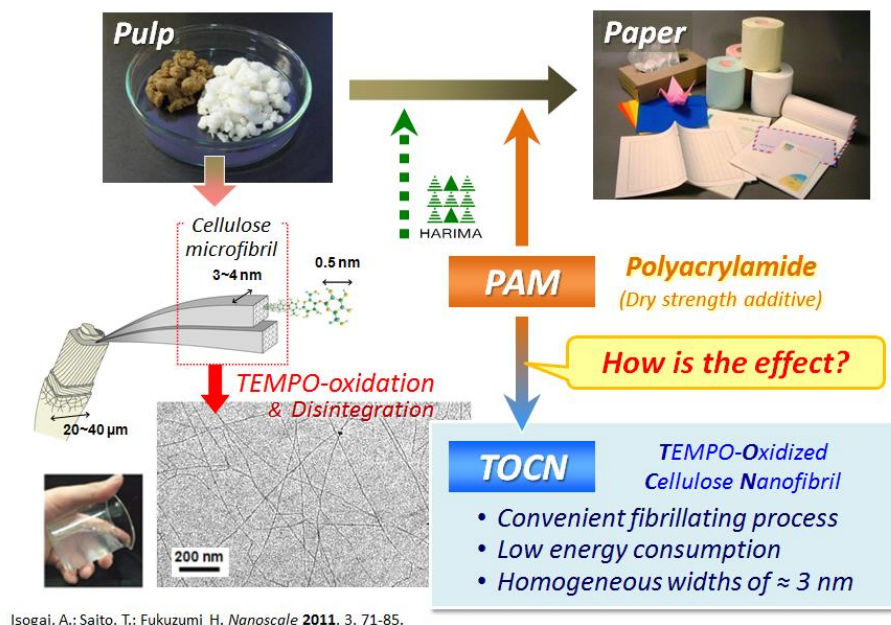 Pulp
Paper
HARIMA
Cellulose
microfibril
3~4 nm
0.5 nm
20~40 µm
PAM
Polyacrylamide
(Dry strength additive)
How is the effect?
TEMPO-oxidation
& Disintegration
200 nm
TOCN
TEMPO-Oxidized
Cellulose Nanofibril
• Convenient fibrillating process
• Low energy consumption
• Homogeneous widths of ≈ 3 nm
Isogai, A.; Saito, T.; Fukuzumi H. Nanoscale 2011, 3, 71-85.